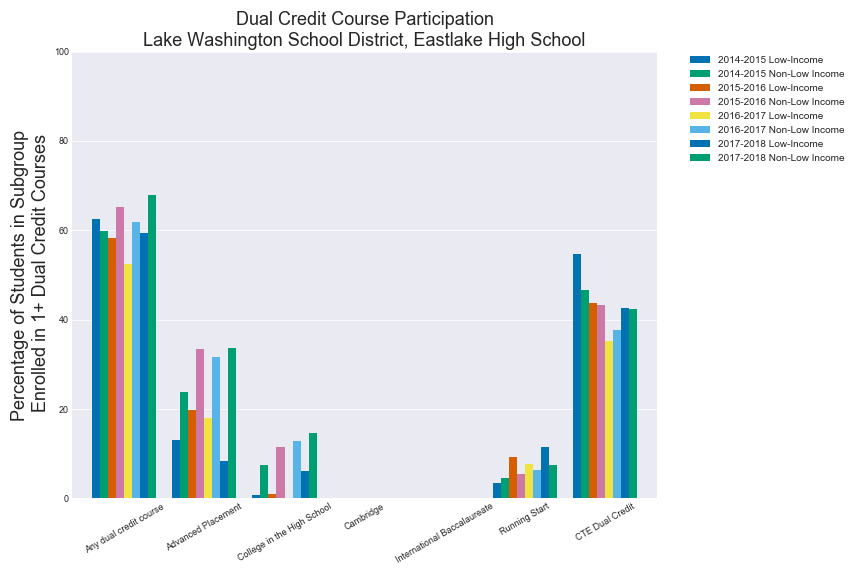 Dual Credit Course Participation
Lake Washington School District, Eastlake High School
Percentage of Students in Subgroup
Enrolled in 1+ Dual Credit Courses
100
80
60
40
20
0
Any dual credit course
Advanced Placement
College in the High School
Cambridge
International Baccalaureate
Running Start
CTE Dual Credit
2014-2015 Low-Income
2014-2015 Non-Low Income
2015-2016 Low-Income
2015-2016 Non-Low Income
2016-2017 Low-Income
2016-2017 Non-Low Income
2017-2018 Low-Income
2017-2018 Non-Low Income